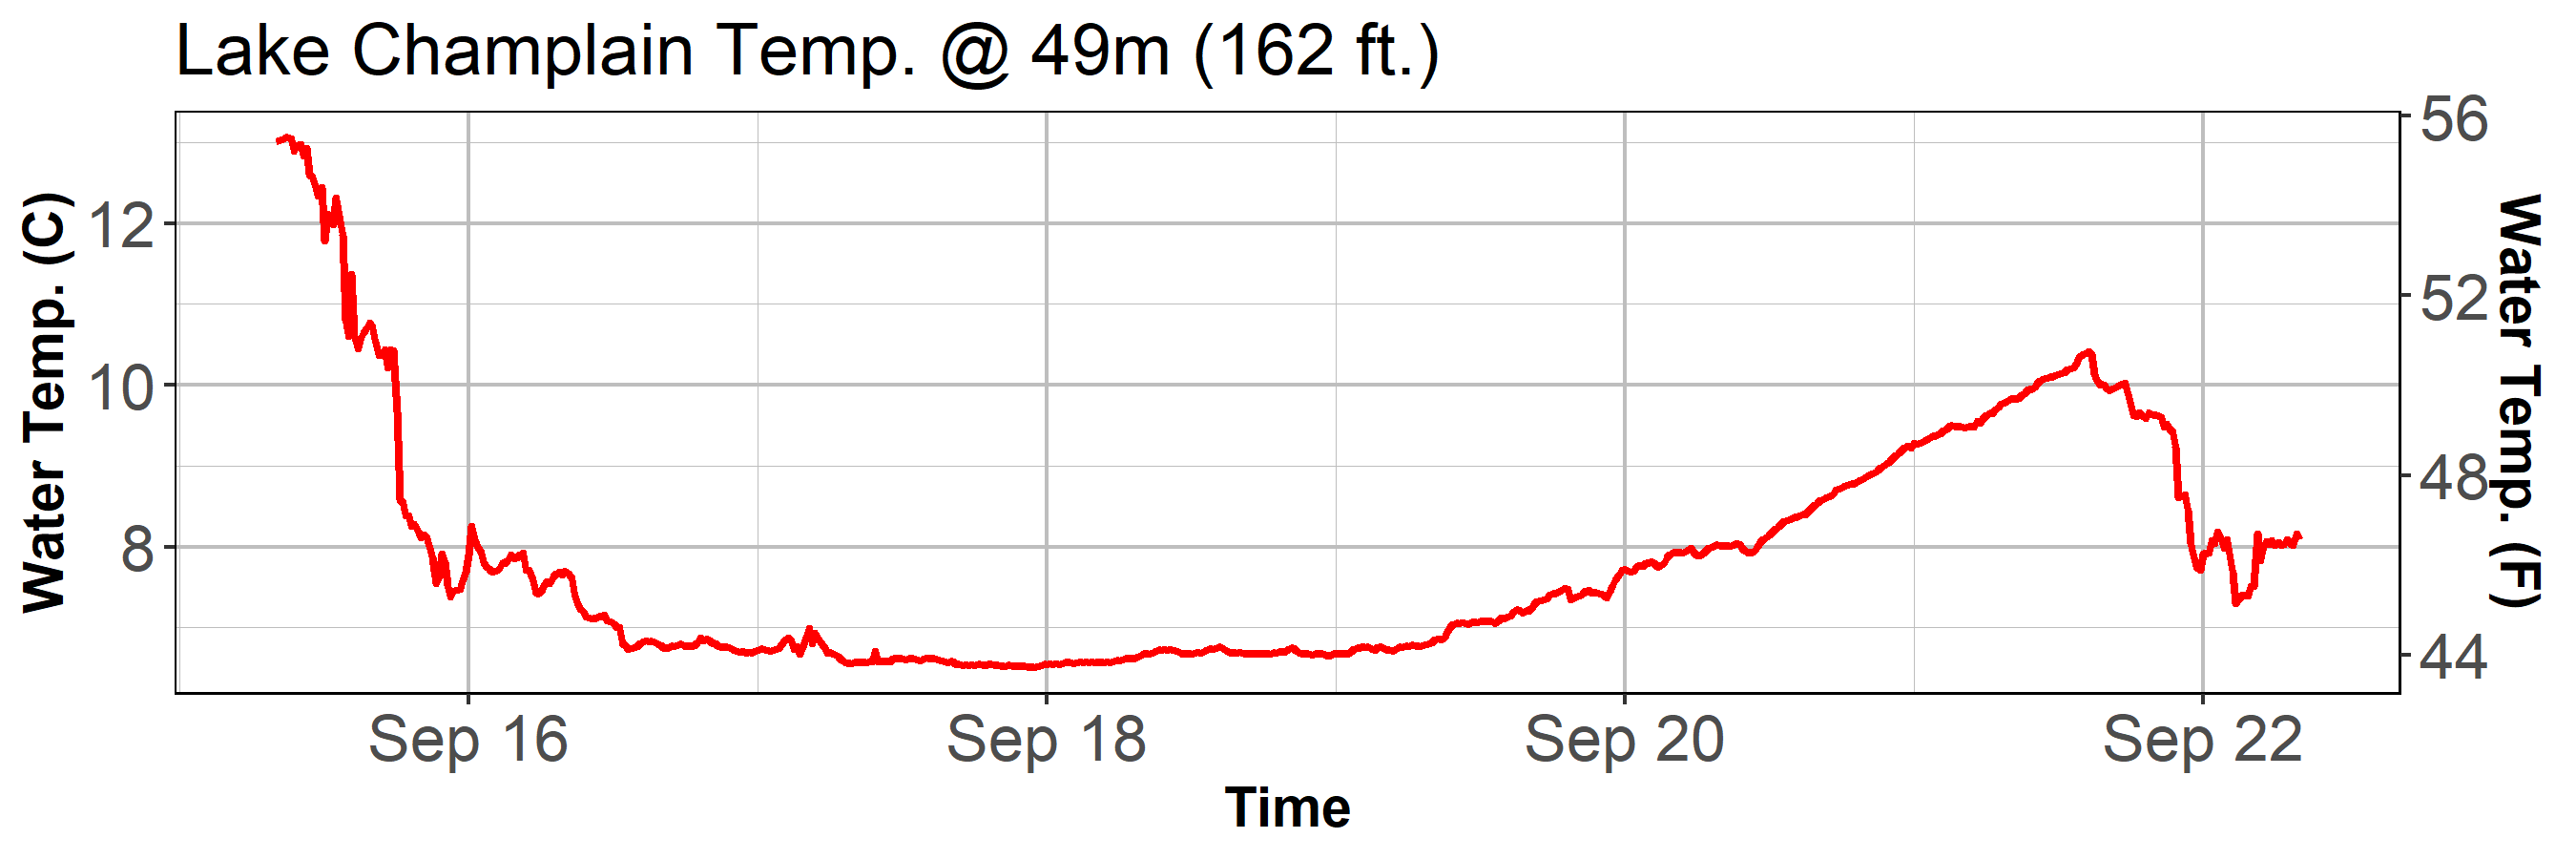 Lake Champlain Temp. @ 49m (162 ft.)
Water Temp. (C)
12
10
8
56
52
48
44
Water Temp. (F)
Sep 16
Sep 18
Sep 20
Sep 22
Time